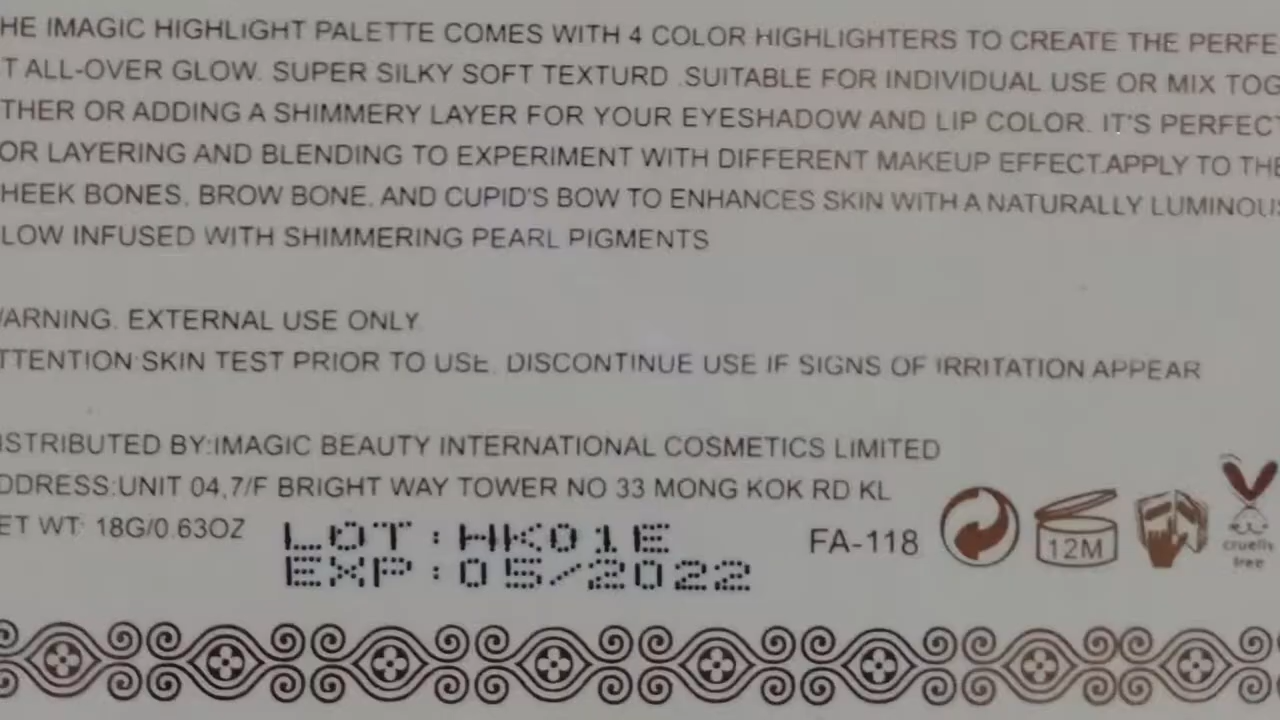 HE IMAGIC HIGHLIGHT PALETTE COMES WITH 4 COLOR HIGHLIGHTERS TO CREATE THE PERFE
T ALL-OVER GLOW. SUPER SILKY SOFT TEXTURD .SUITABLE FOR INDIVIDUAL USE OR MIX TOG
THER OR ADDING A SHIMMERY LAYER FOR YOUR EYESHADOW AND LIP COLOR. IT'S PERFECT
OR LAYERING AND BLENDING TO EXPERIMENT WITH DIFFERENT MAKEUP EFFECT.APPLY TO THE
HEEK BONES, BROW BONE, AND CUPID'S BOW TO ENHANCES SKIN WITH A NATURALLY LUMINOUS
LOW INFUSED WITH SHIMMERING PEARL PIGMENTS
ARNING. EXTERNAL USE ONLY.
TTENTION:SKIN TEST PRIOR TO USE. DISCONTINUE USE IF SIGNS OF IRRITATION APPEAR
ISTRIBUTED BY:IMAGIC BEAUTY INTERNATIONAL COSMETICS LIMITED
DDRESS:UNIT 04,7/F BRIGHT WAY TOWER NO 33 MONG KOK RD KL
ET WT: 18G/0.63OZ
LOT:HK01E
EXP:05/2022
FA-118
12M
cruelty
free